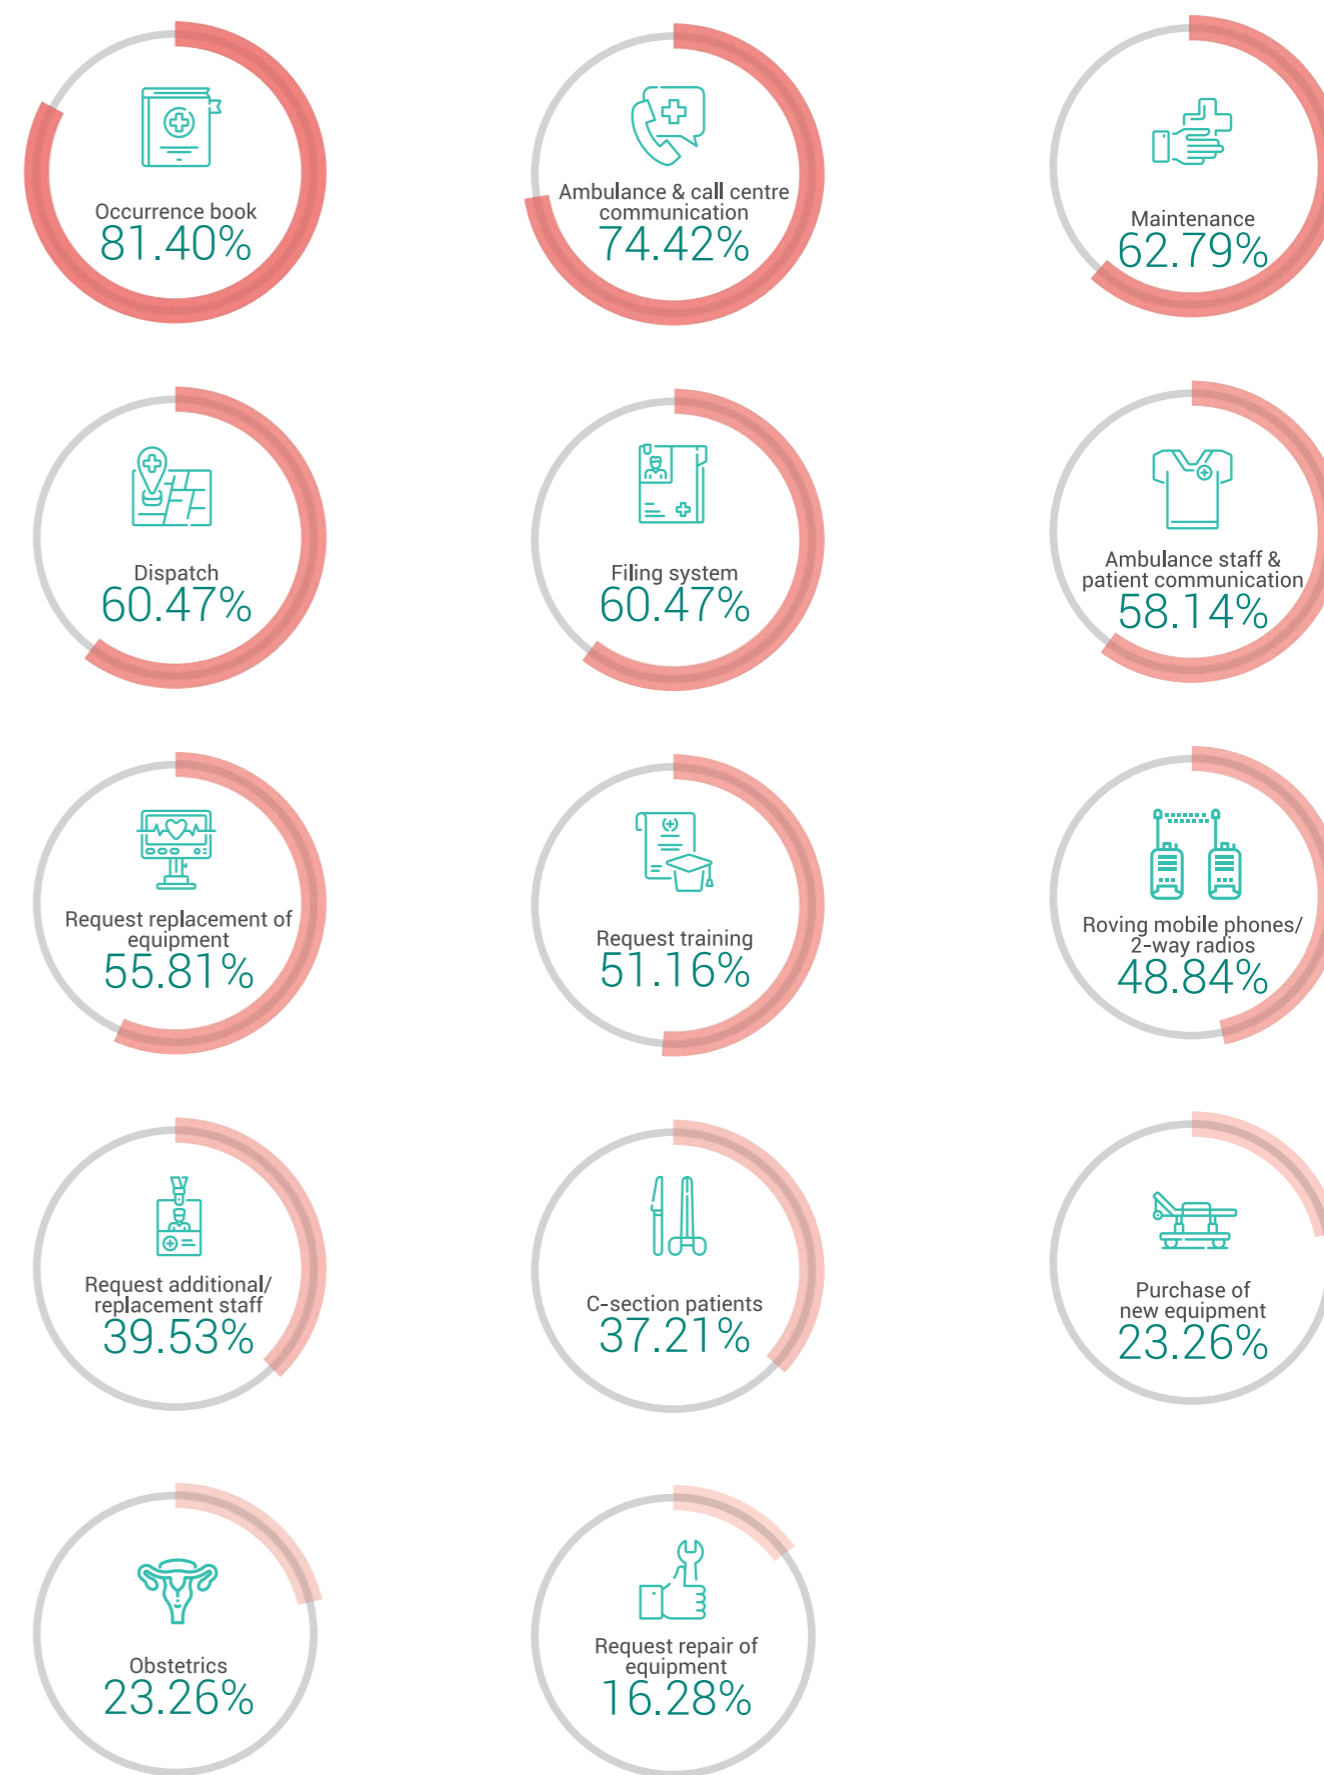 Occurrence book
81.40%
Ambulance & call centre
communication
74.42%
Maintenance
62.79%
Dispatch
60.47%
Filing system
60.47%
Ambulance staff &
patient communication
58.14%
Request replacement of
equipment
55.81%
Request training
51.16%
Roving mobile phones/
2-way radios
48.84%
Request additional/
replacement staff
39.53%
C-section patients
37.21%
Purchase of
new equipment
23.26%
Obstetrics
23.26%
Request repair of
equipment
16.28%